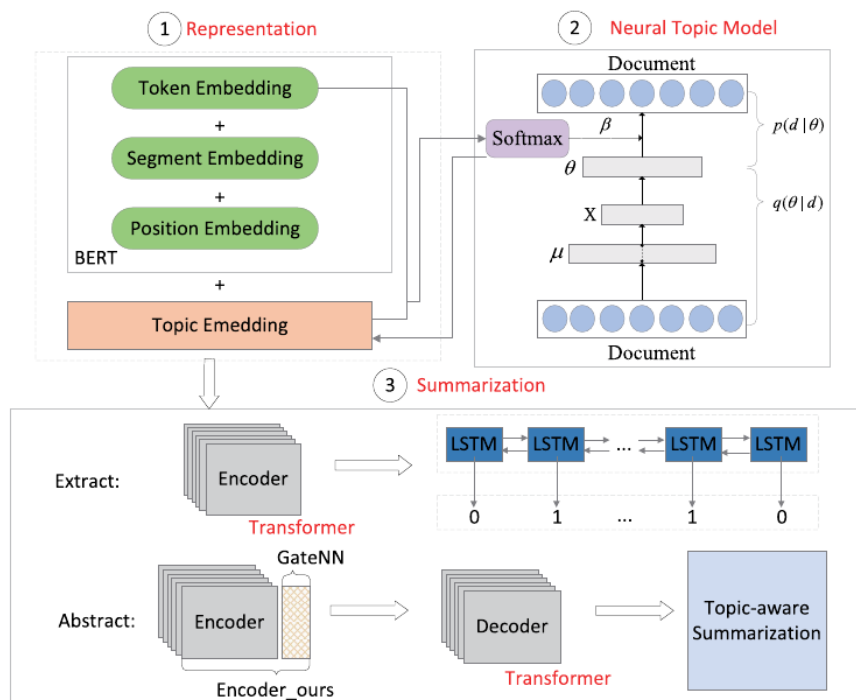 1 Representation
Token Embedding
+
Segment Embedding
+
Position Embedding
BERT
+
Topic Emedding
2 Neural Topic Model
Document
Softmax
β
p(d|θ)
θ
X
q(θ|d)
μ
Document
3 Summarization
Extract:
Encoder
Transformer
LSTM LSTM ... LSTM LSTM
0 1 ... 1 0
Abstract:
GateNN
Encoder
Encoder_ours
Decoder
Transformer
Topic-aware
Summarization